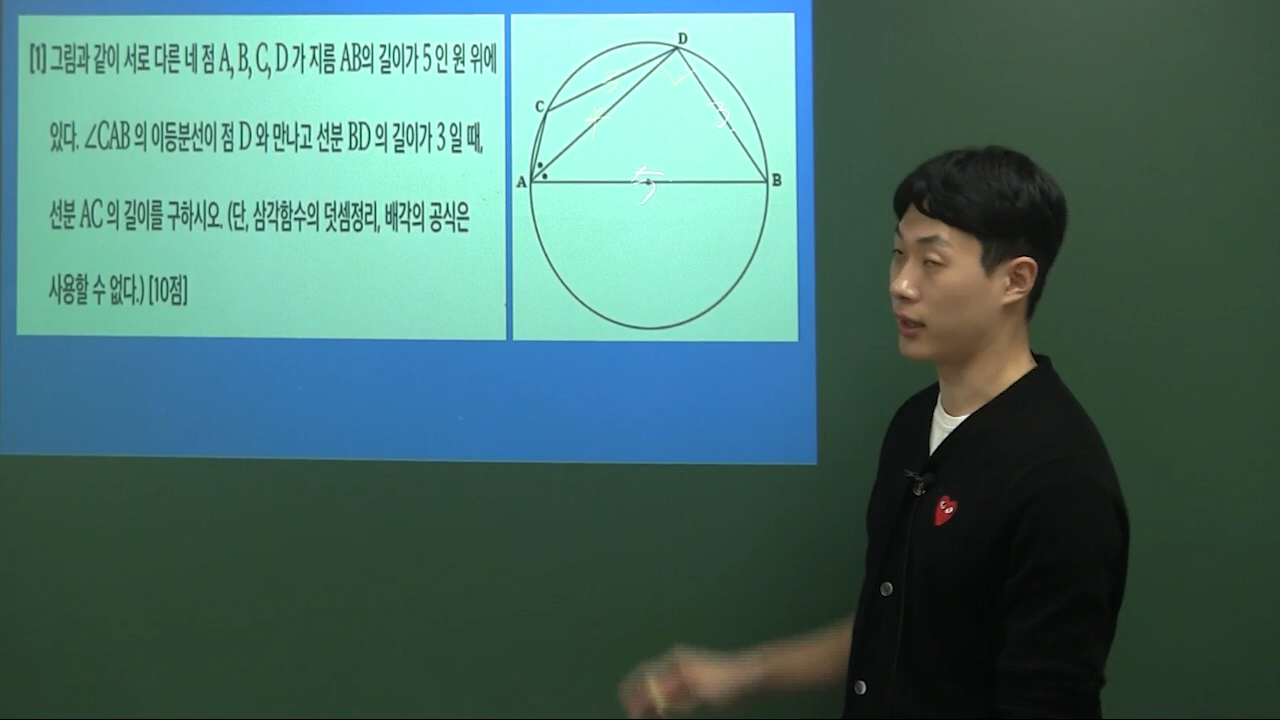 [1] 그림과 같이 서로 다른 네 점 A, B, C, D 가 지름 AB의 길이가 5 인 원 위에
있다. ∠CAB 의 이등분선이 점 D 와 만나고 선분 BD 의 길이가 3 일 때,
선분 AC 의 길이를 구하시오. (단, 삼각함수의 덧셈정리, 배각의 공식은
사용할 수 없다.) [10점]
D
C
3
4
3
A
5
B